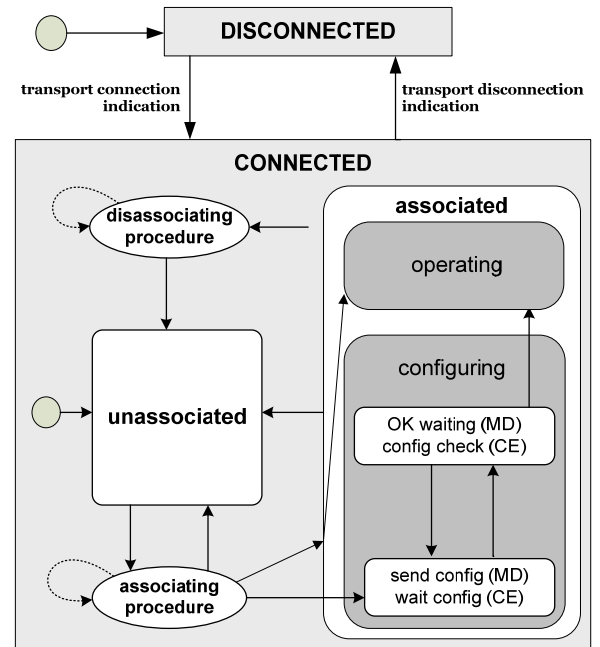 DISCONNECTED
transport connection
indication
transport disconnection
indication
CONNECTED
disassociating
procedure
associated
operating
unassociated
configuring
OK waiting (MD)
config check (CE)
send config (MD)
wait config (CE)
associating
procedure